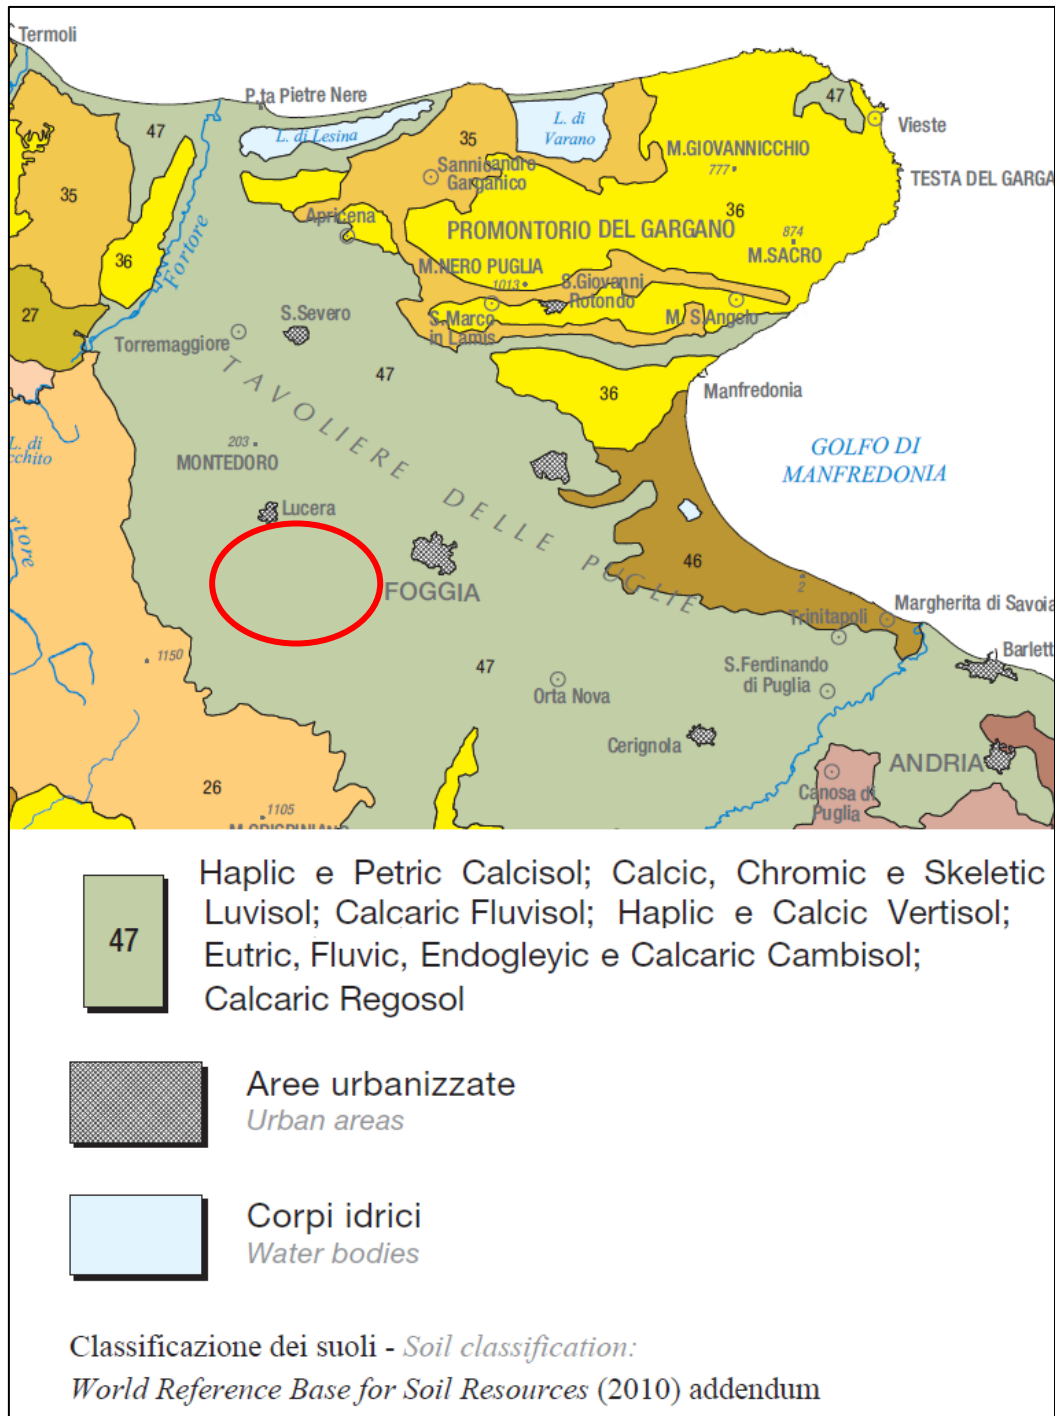 Termoli
P.ta Pietre Nere
47
L. di Lesina
L. di
Varano
47
Vieste
35
M.GIOVANNICCHIO
777
Sannicandro
Garganico
TESTA DEL GARGA
35
36
Apricena
PROMONTORIO DEL GARGANO
874
M.SACRO
36
Fortore
M.NERO PUGLIA
1013
S.Giovanni
Rotondo
27
S.Severo
S.Marco
in Lamis
M. S.Angelo
Torremaggiore
47
36
Manfredonia
TAVOLIERE DELLE PUGLIE
203
MONTEDORO
L. di
cchito
GOLFO DI
MANFREDONIA
Lucera
rtore
46
FOGGIA
2
Trinitapoli
Margherita di Savoia
1150
47
S.Ferdinando
di Puglia
Barlett
Orta Nova
Cerignola
ANDRIA
26
Canosa di
Puglia
1105
47
Haplic e Petric Calcisol; Calcic, Chromic e Skeletic
Luvisol; Calcaric Fluvisol; Haplic e Calcic Vertisol;
Eutric, Fluvic, Endogleyic e Calcaric Cambisol;
Calcaric Regosol
Aree urbanizzate
Urban areas
Corpi idrici
Water bodies
Classificazione dei suoli - Soil classification:
World Reference Base for Soil Resources (2010) addendum